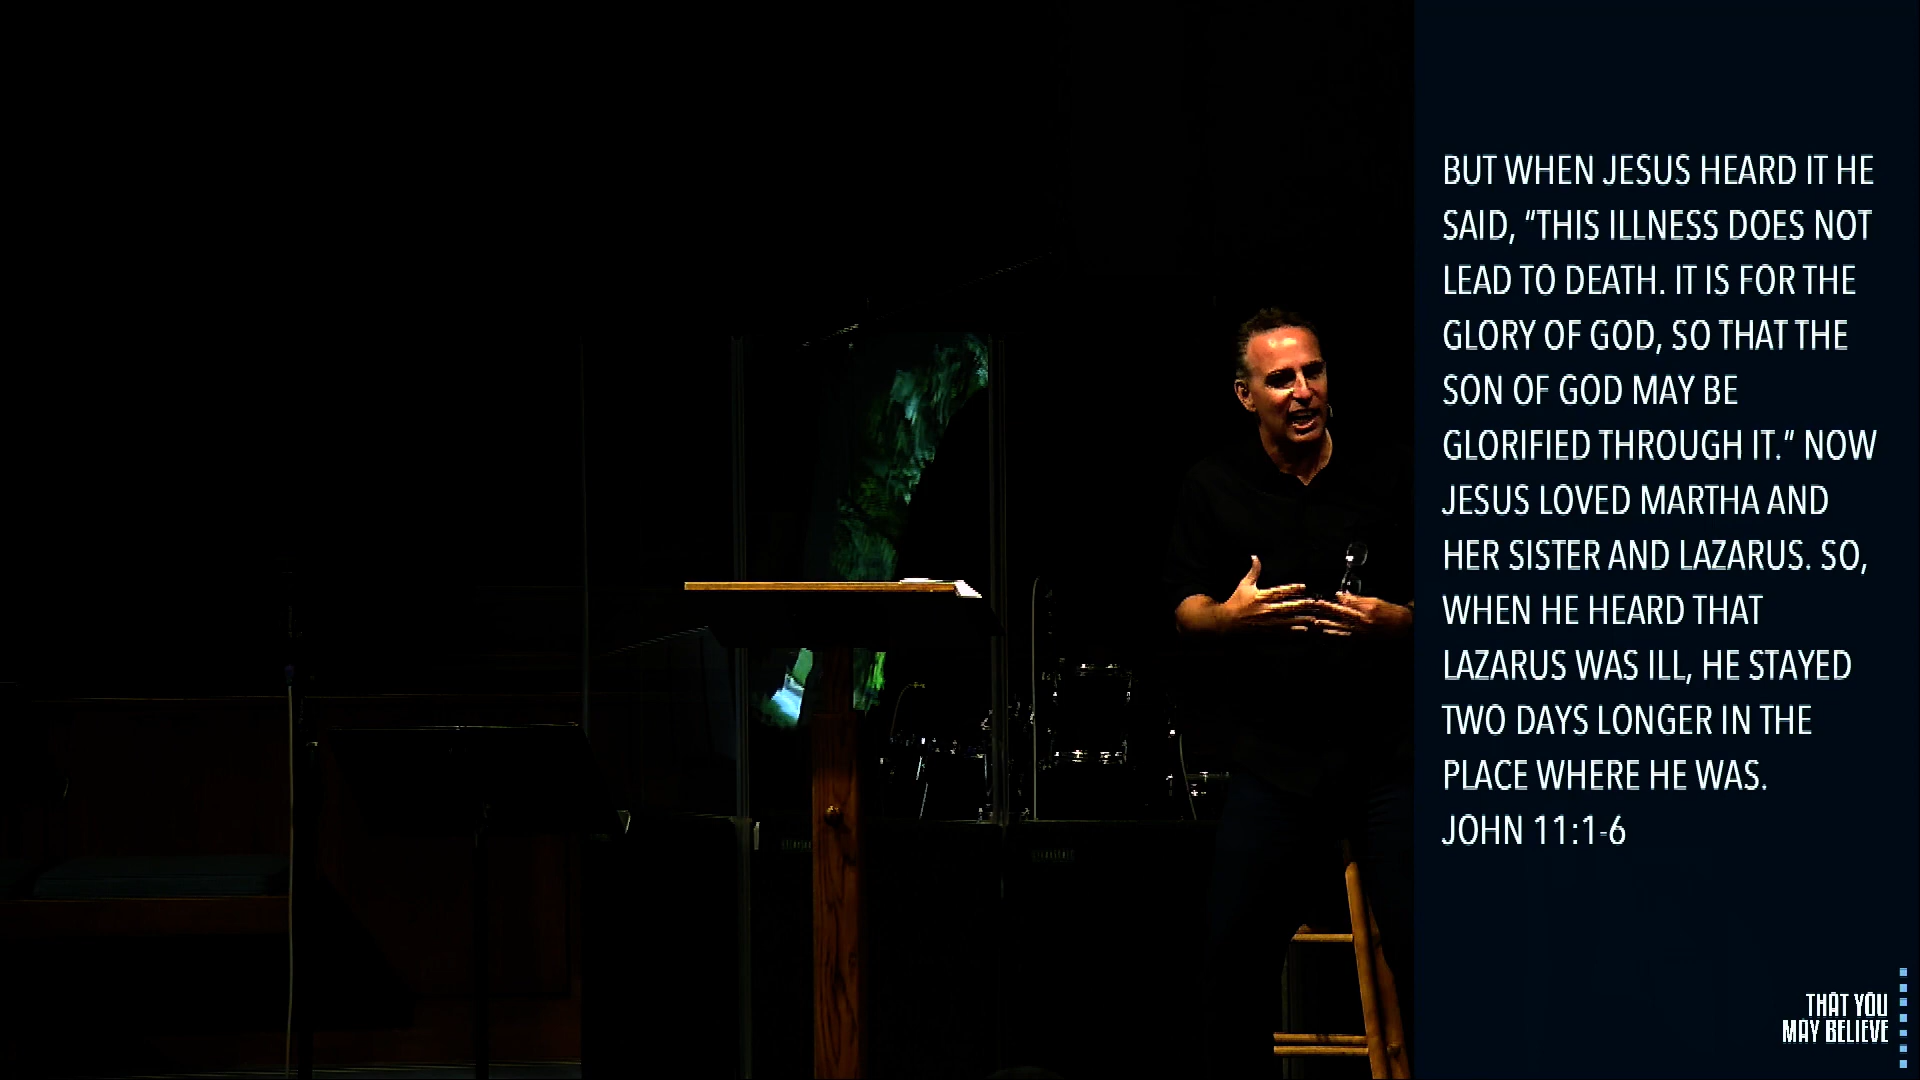 BUT WHEN JESUS HEARD IT HE
SAID, “THIS ILLNESS DOES NOT
LEAD TO DEATH. IT IS FOR THE
GLORY OF GOD, SO THAT THE
SON OF GOD MAY BE
GLORIFIED THROUGH IT.” NOW
JESUS LOVED MARTHA AND
HER SISTER AND LAZARUS. SO,
WHEN HE HEARD THAT
LAZARUS WAS ILL, HE STAYED
TWO DAYS LONGER IN THE
PLACE WHERE HE WAS.
JOHN 11:1-6
THAT YOU
MAY BELIEVE